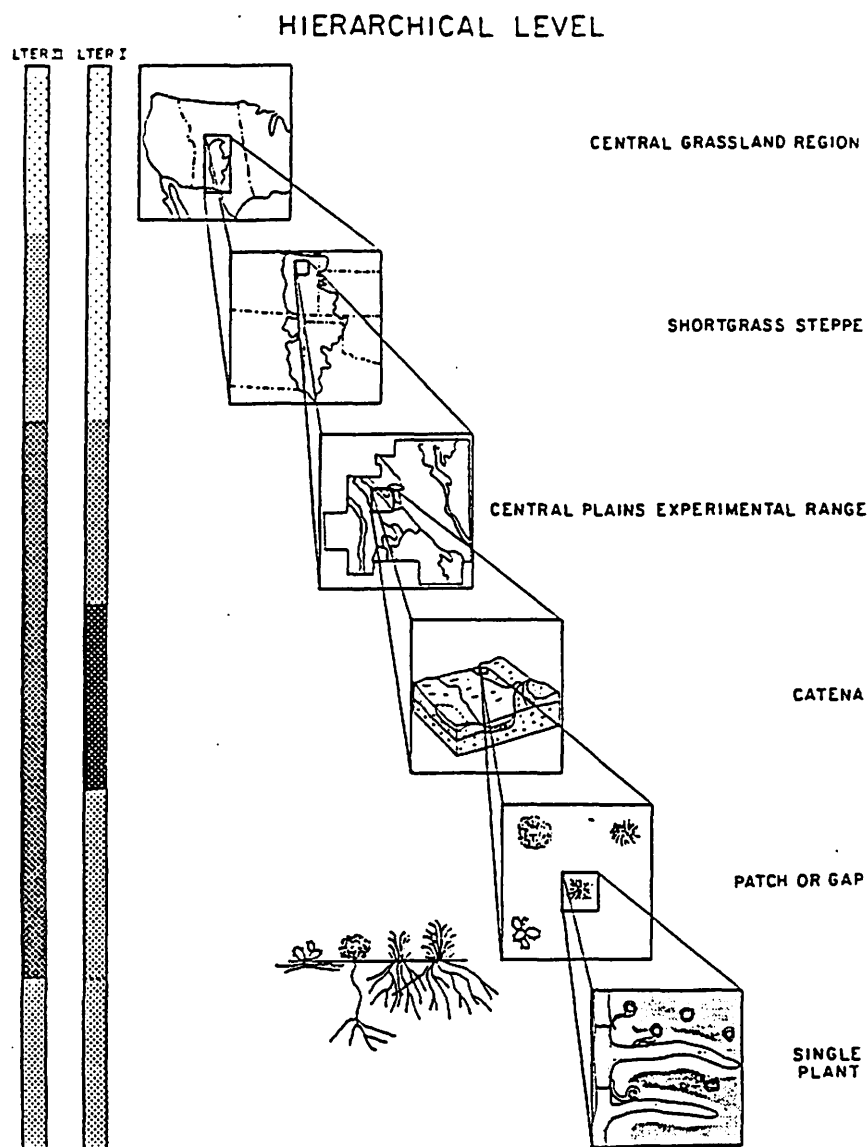 HIERARCHICAL LEVEL
LTER II LTER I
CENTRAL GRASSLAND REGION
SHORTGRASS STEPPE
CENTRAL PLAINS EXPERIMENTAL RANGE
CATENA
PATCH OR GAP
SINGLE
PLANT